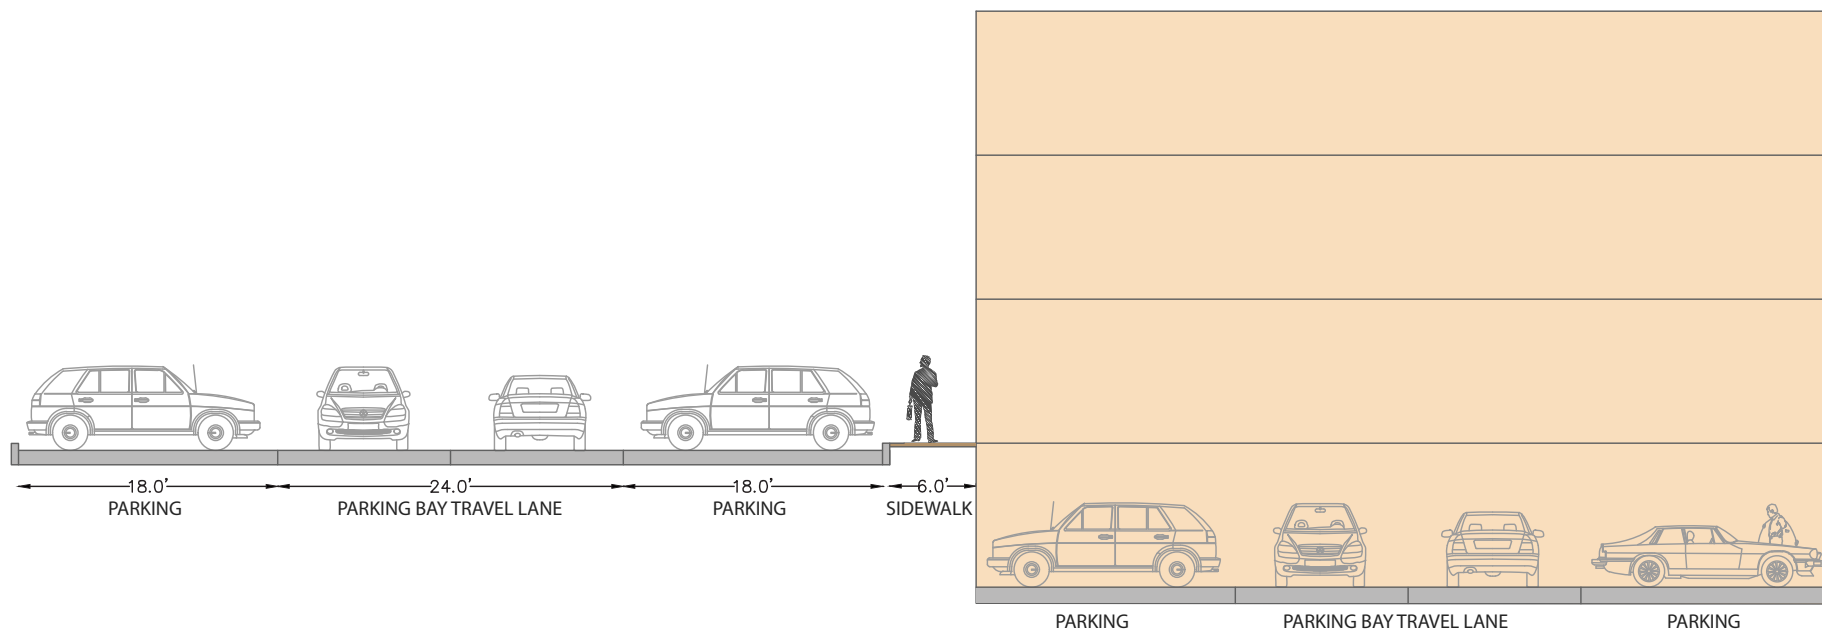 18.0'
24.0'
18.0'
6.0'
PARKING
PARKING BAY TRAVEL LANE
PARKING
SIDEWALK
PARKING
PARKING BAY TRAVEL LANE
PARKING